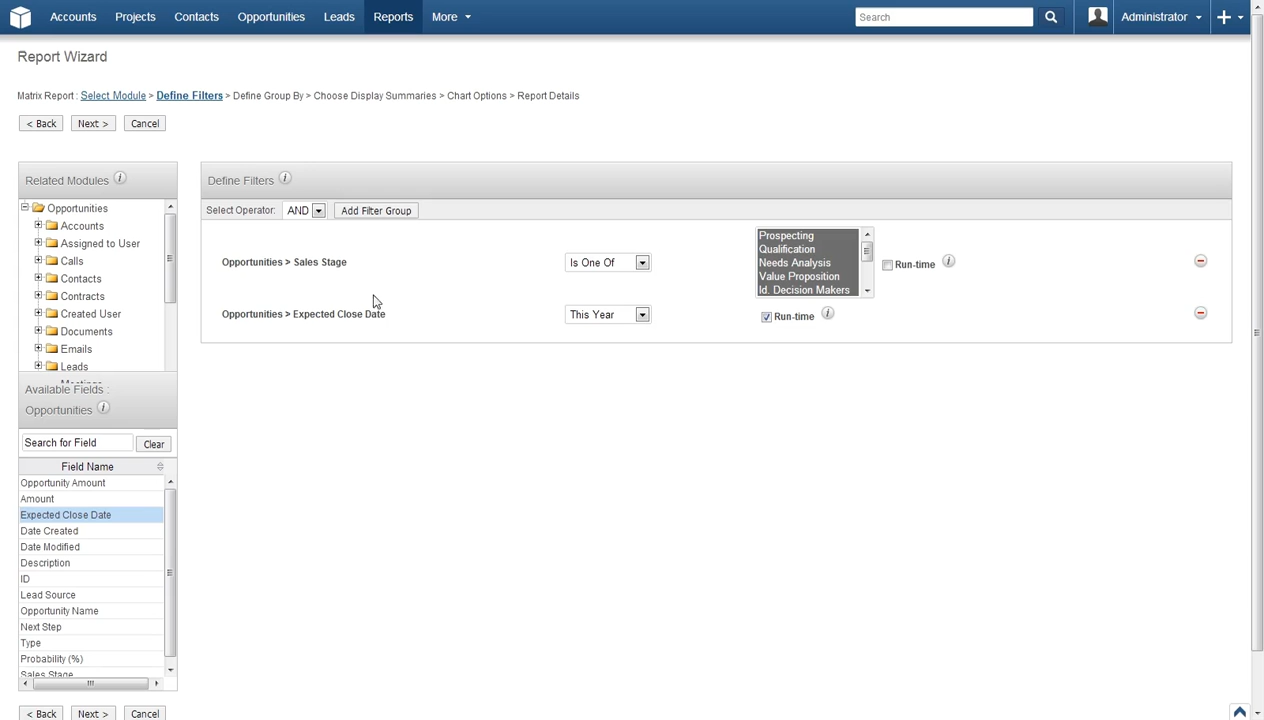 Accounts Projects Contacts Opportunities Leads Reports More Search Administrator
Report Wizard
Matrix Report : Select Module > Define Filters > Define Group By > Choose Display Summaries > Chart Options > Report Details
< Back Next > Cancel
Related Modules
Opportunities
Accounts
Assigned to User
Calls
Contacts
Contracts
Created User
Documents
Emails
Leads
Meetings
Available Fields :
Opportunities
Search for Field Clear
Field Name
Opportunity Amount
Amount
Expected Close Date
Date Created
Date Modified
Description
ID
Lead Source
Opportunity Name
Next Step
Type
Probability (%)
Sales Stage
Define Filters
Select Operator: AND Add Filter Group
Opportunities > Sales Stage Is One Of
Prospecting
Qualification
Needs Analysis
Value Proposition
Id. Decision Makers
Run-time
Opportunities > Expected Close Date This Year Run-time
< Back Next > Cancel